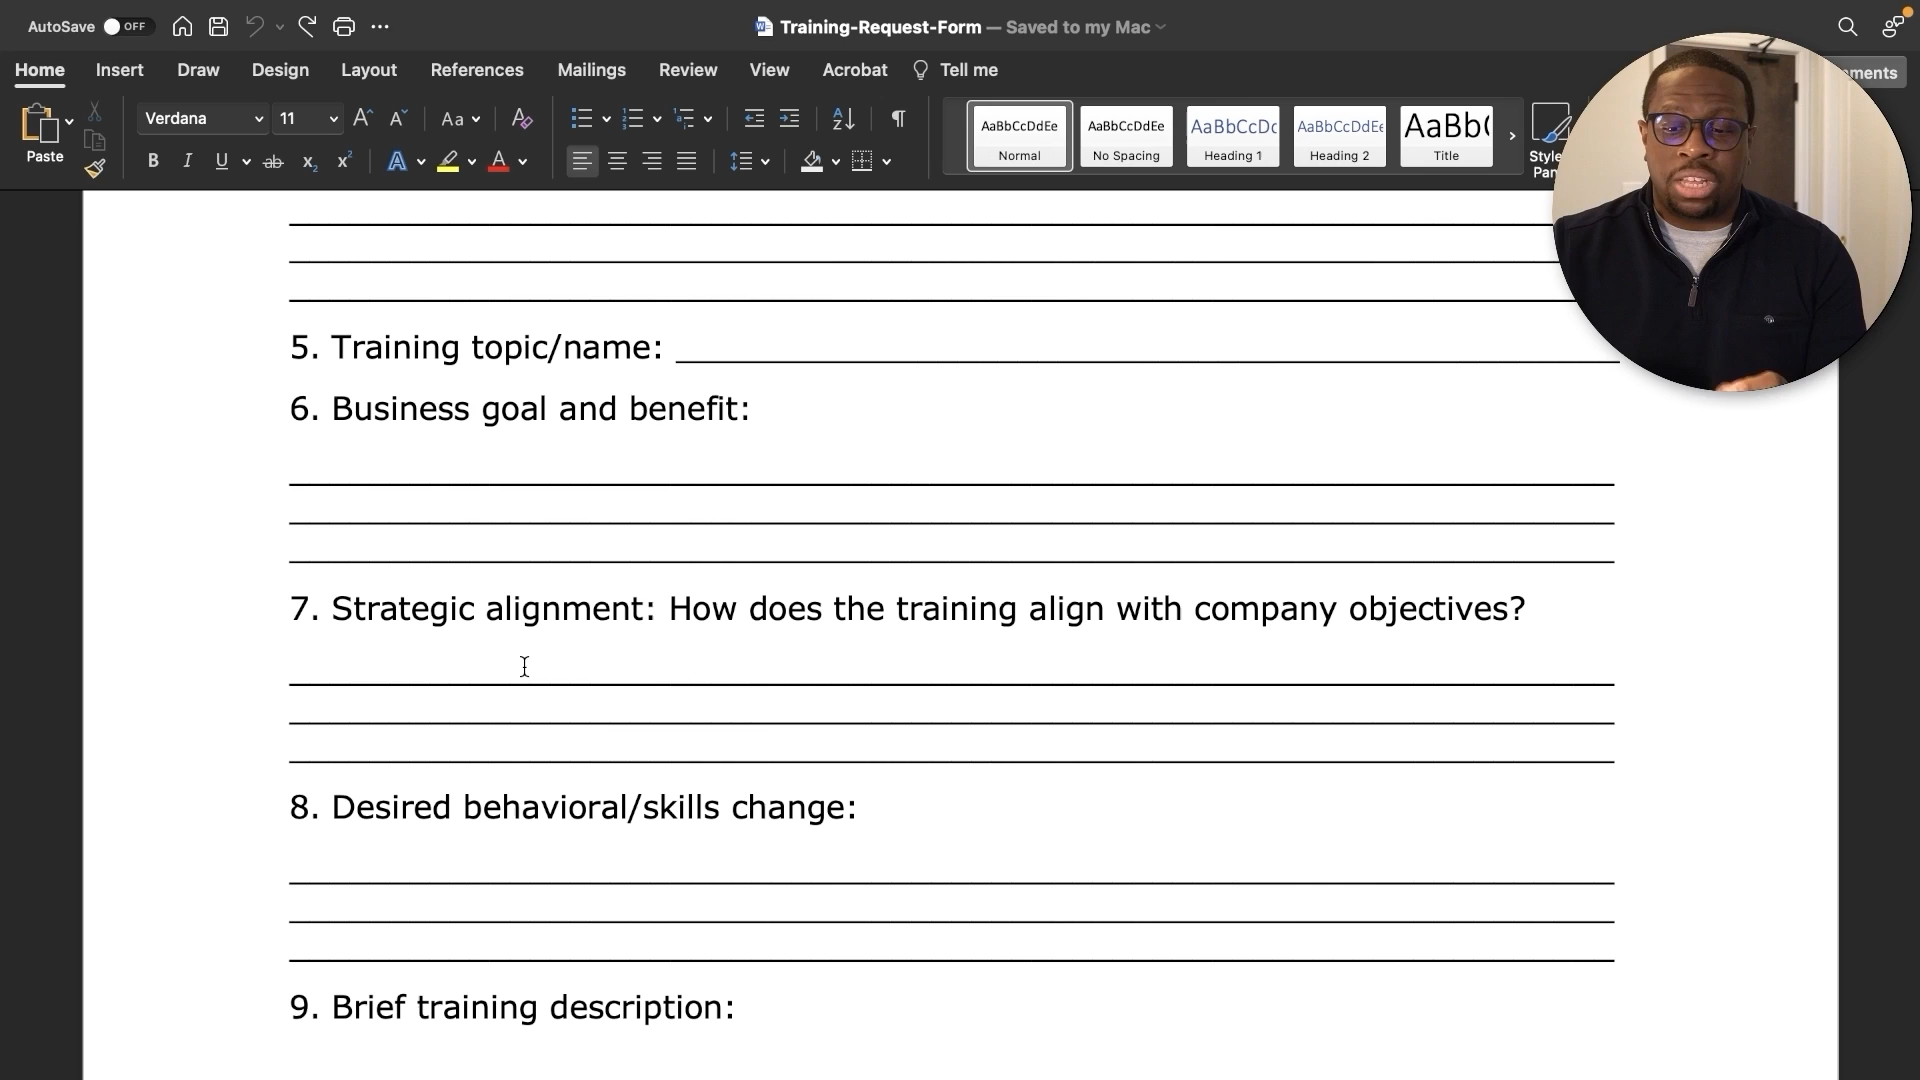 AutoSave OFF Training-Request-Form — Saved to my Mac
Home Insert Draw Design Layout References Mailings Review View Acrobat Tell me
Paste Verdana 11 Aa
AaBbCcDdEe AaBbCcDdEe AaBbCcDc AaBbCcDdEe AaBb(
Normal No Spacing Heading 1 Heading 2 Title
5. Training topic/name:
6. Business goal and benefit:
7. Strategic alignment: How does the training align with company objectives?
8. Desired behavioral/skills change:
9. Brief training description: